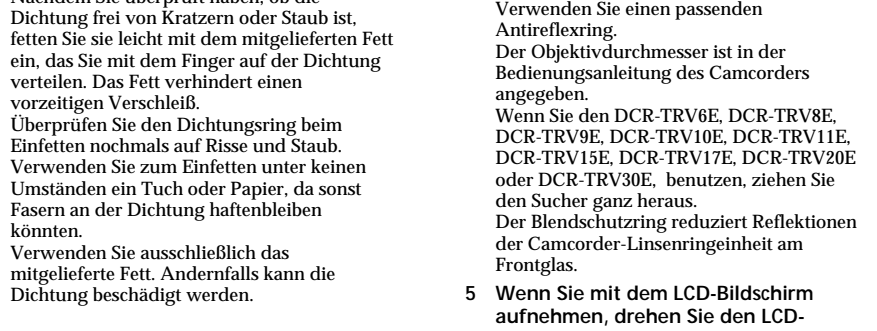 Nachdem Sie überprüft haben, ob die
Dichtung frei von Kratzern oder Staub ist,
fetten Sie sie leicht mit dem mitgelieferten Fett
ein, das Sie mit dem Finger auf der Dichtung
verteilen. Das Fett verhindert einen
vorzeitigen Verschleiß.
Überprüfen Sie den Dichtungsring beim
Einfetten nochmals auf Risse und Staub.
Verwenden Sie zum Einfetten unter keinen
Umständen ein Tuch oder Papier, da sonst
Fasern an der Dichtung haftenbleiben
könnten.
Verwenden Sie ausschließlich das
mitgelieferte Fett. Andernfalls kann die
Dichtung beschädigt werden.
Verwenden Sie einen passenden
Antireflexring.
Der Objektivdurchmesser ist in der
Bedienungsanleitung des Camcorders
angegeben.
Wenn Sie den DCR-TRV6E, DCR-TRV8E,
DCR-TRV9E, DCR-TRV10E, DCR-TRV11E,
DCR-TRV15E, DCR-TRV17E, DCR-TRV20E
oder DCR-TRV30E, benutzen, ziehen Sie
den Sucher ganz heraus.
Der Blendschutzring reduziert Reflektionen
der Camcorder-Linsenringeinheit am
Frontglas.
5 Wenn Sie mit dem LCD-Bildschirm
aufnehmen, drehen Sie den LCD-